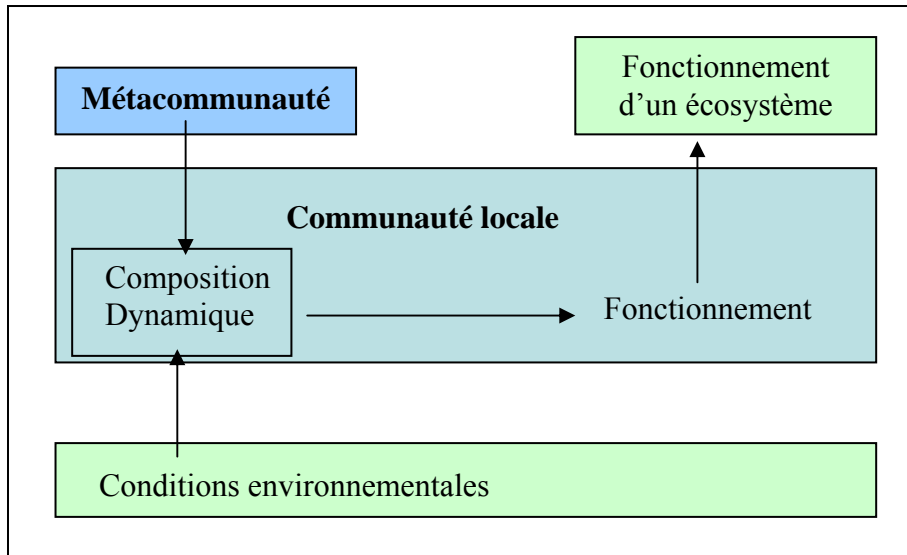 Métacommunauté
Fonctionnement
d’un écosystème
Communauté locale
Composition
Dynamique
Fonctionnement
Conditions environnementales